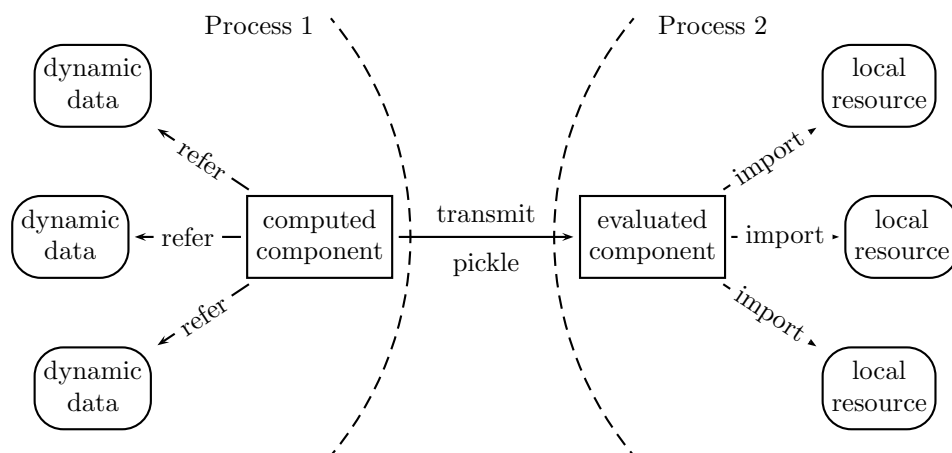 Process 1
Process 2
dynamic
data
local
resource
refer
import
dynamic
data
refer
computed
component
transmit
pickle
evaluated
component
import
local
resource
refer
import
dynamic
data
local
resource